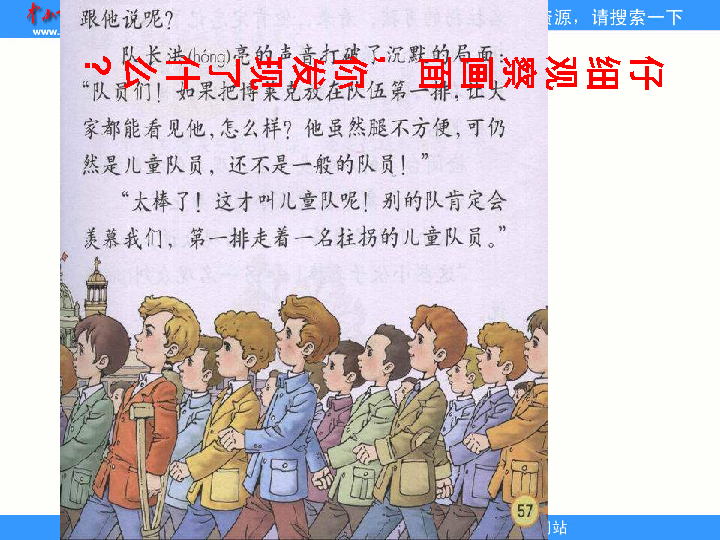 资源，请搜索一下
跟他说呢？
队长洪(hóng)亮的声音打破了沉默的局面：
仔细观察画面，你发现了什么？
“队员们！如果把博莱克放在队伍第一排，让大
家都能看见他，怎么样？他虽然腿不方便，可仍
然是儿童队员，还不是一般的队员！”
“太棒了！这才叫儿童队呢！别的队肯定会
羡慕我们，第一排走着一名拄拐的儿童队员。”
57
网站